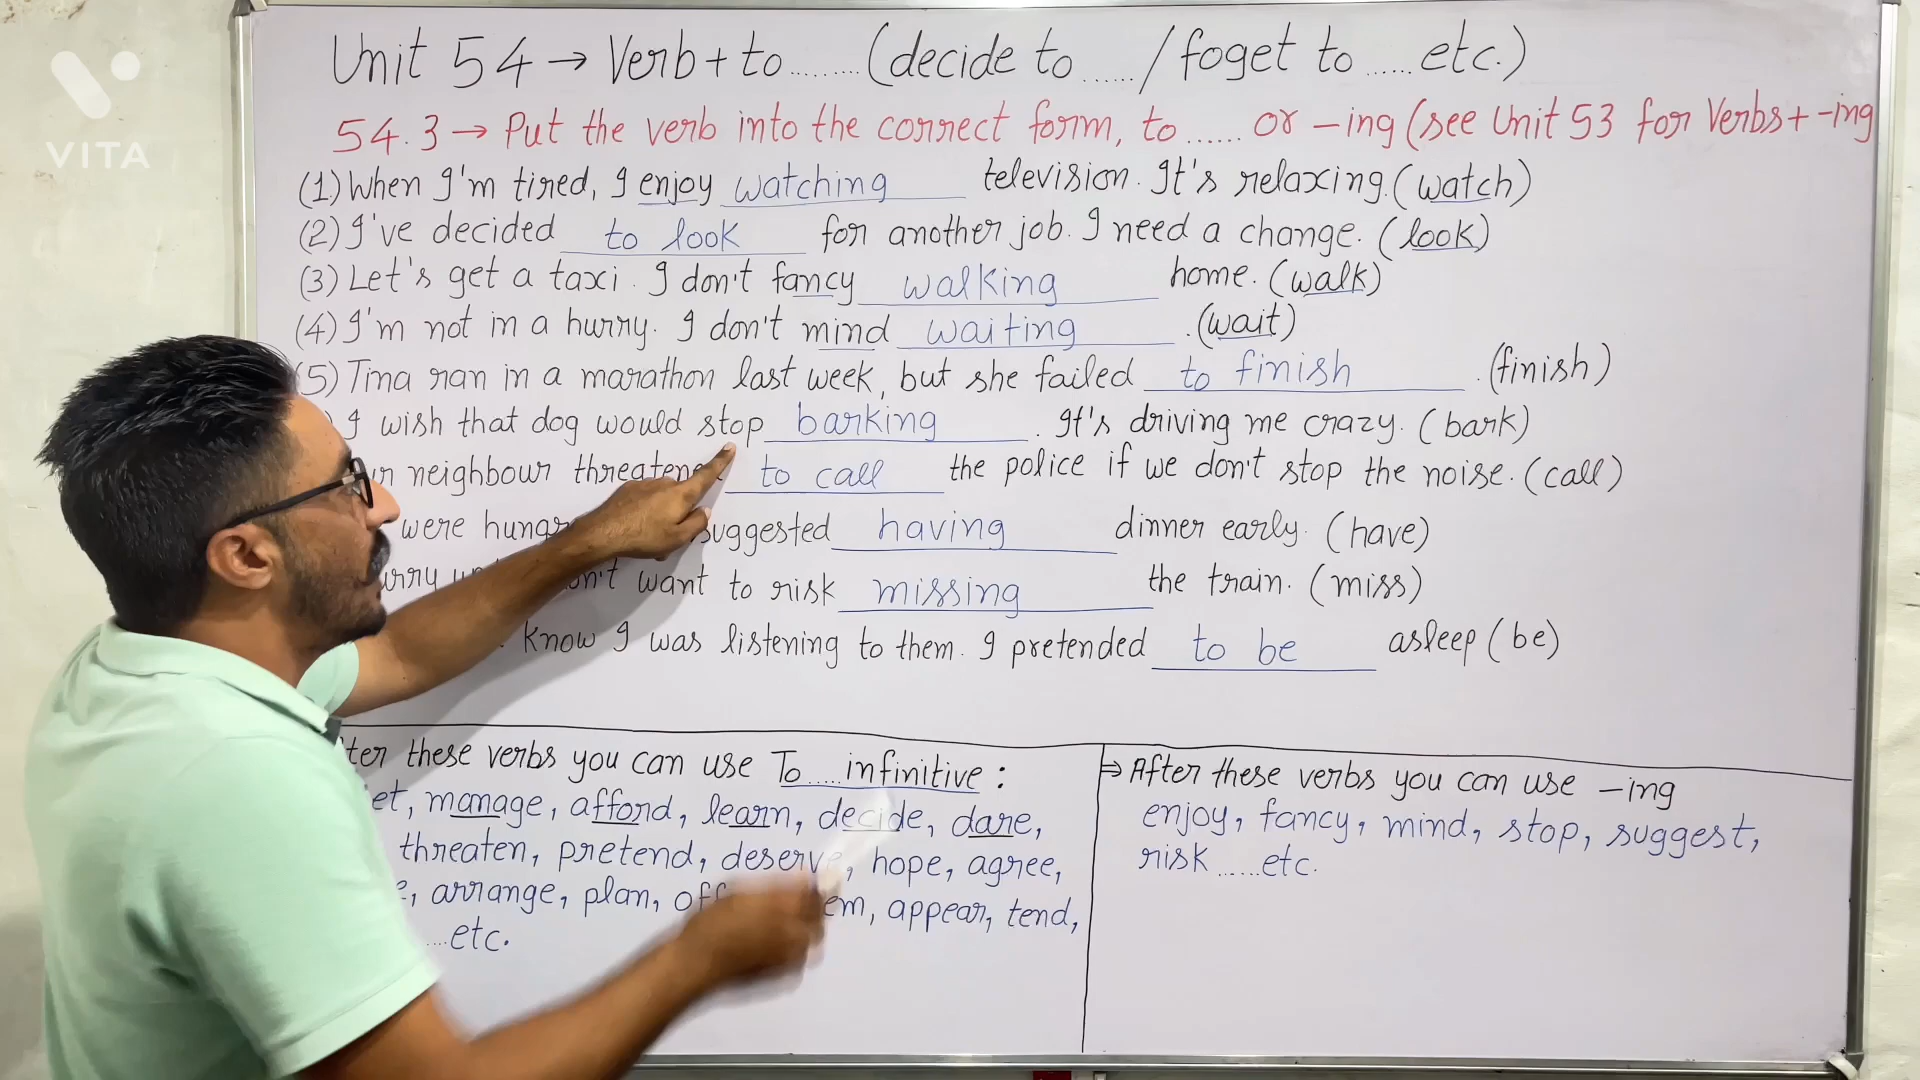 VITA
Unit 54 → Verb + to ........ (decide to ...... / foget to ...... etc.)
54.3 → Put the verb into the correct form, to ...... or -ing (see Unit 53 for Verbs + -ing
(1) When I'm tired, I enjoy watching television. It's relaxing. (watch)
(2) I've decided to look for another job. I need a change. (look)
(3) Let's get a taxi. I don't fancy walking home. (walk)
(4) I'm not in a hurry. I don't mind waiting. (wait)
(5) Tina ran in a marathon last week, but she failed to finish. (finish)
I wish that dog would stop barking. It's driving me crazy. (bark)
neighbour to call the police if we don't stop the noise. (call)
were suggested having dinner early. (have)
want to risk missing the train. (miss)
know I was listening to them. I pretended to be asleep (be)
these verbs you can use To .... infinitive :
manage, afford, learn, decide, dare,
threaten, pretend, deserve, hope, agree,
arrange, plan, appear, tend,
...etc.
⇒ After these verbs you can use -ing
enjoy, fancy, mind, stop, suggest,
risk ......etc.